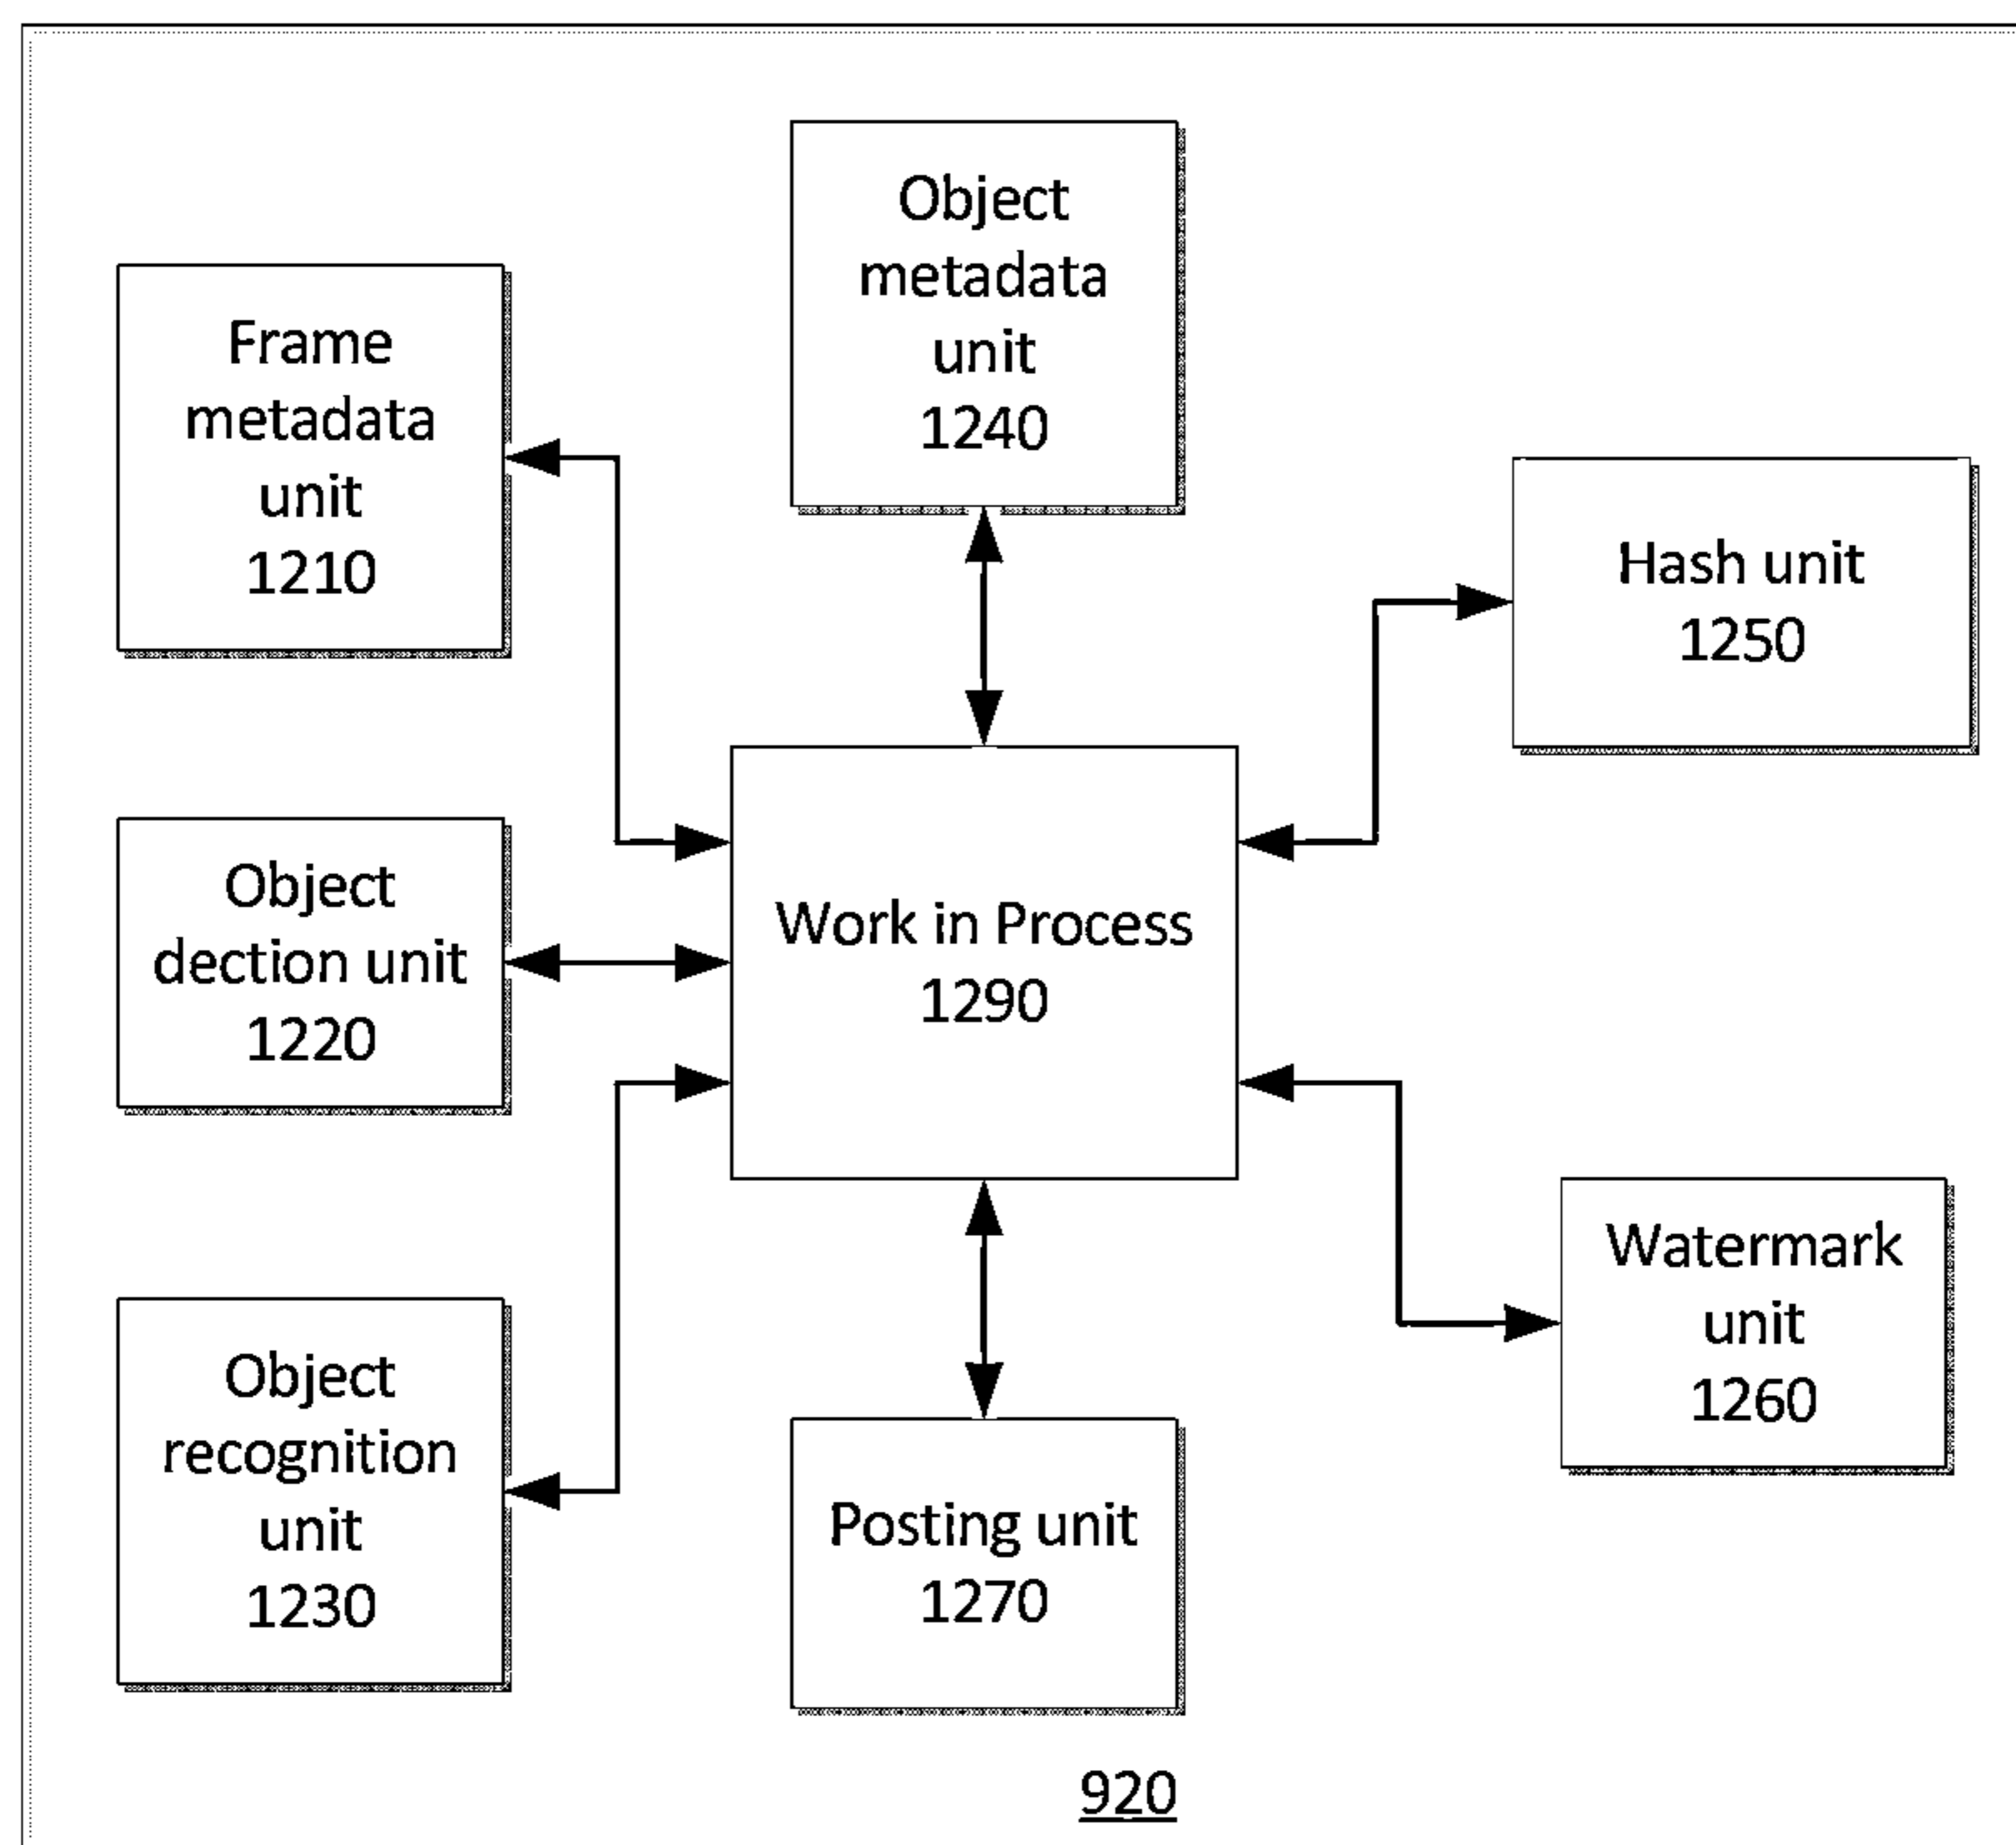 Object
metadata
unit
1240
Frame
metadata
unit
1210
Hash unit
1250
Object
dection unit
1220
Work in Process
1290
Object
recognition
unit
1230
Watermark
unit
1260
Posting unit
1270
920